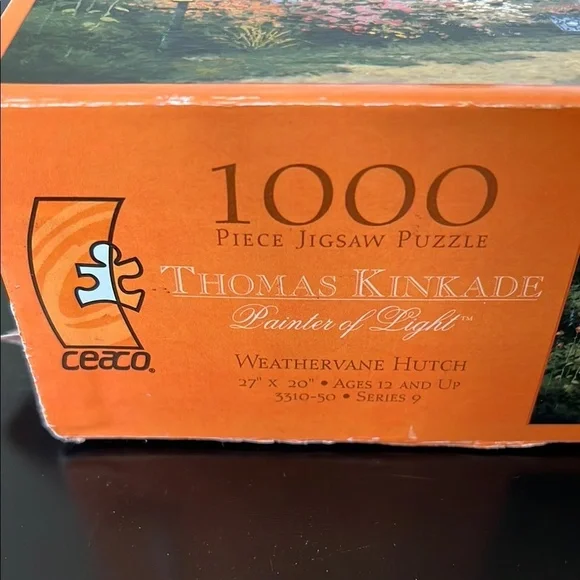 1000
Piece Jigsaw Puzzle
Thomas Kinkade
Painter of Light™
Weathervane Hutch
27" x 20" • Ages 12 and Up
3310-50 • Series 9
ceaco®